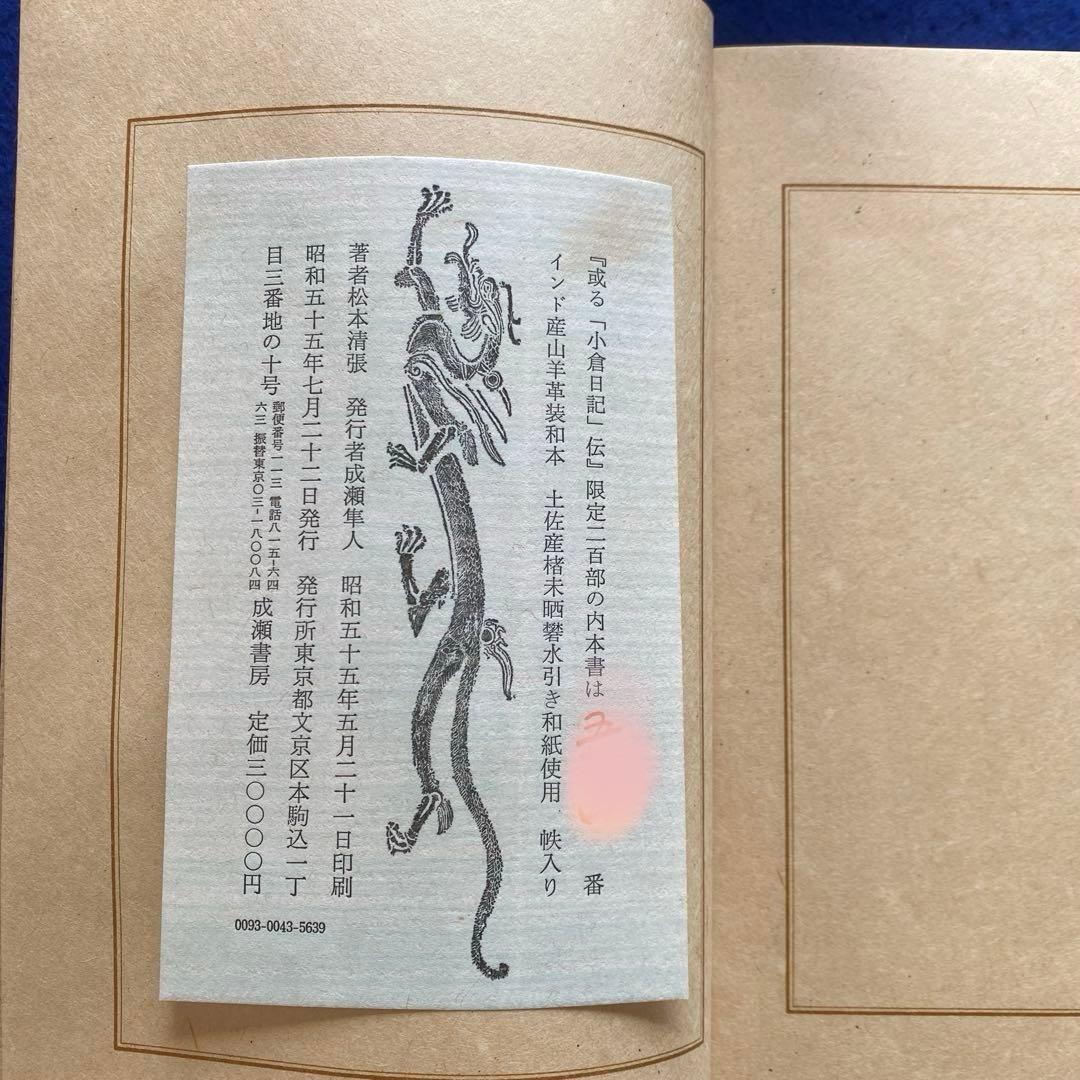 『或る「小倉日記」伝』限定二百部の内本書は五 番
インド産山羊革装和本 土佐産楮未晒礬水引き和紙使用 帙入り
著者松本清張 発行者成瀬隼人 昭和五十五年五月二十一日印刷
昭和五十五年七月二十二日発行 発行所東京都文京区本駒込一丁
目三番地の十号 郵便番号一一三 電話八一五-六四六三 振替東京〇三-一八〇〇八四 成瀬書房 定価三〇〇〇〇円
0093-0043-5639